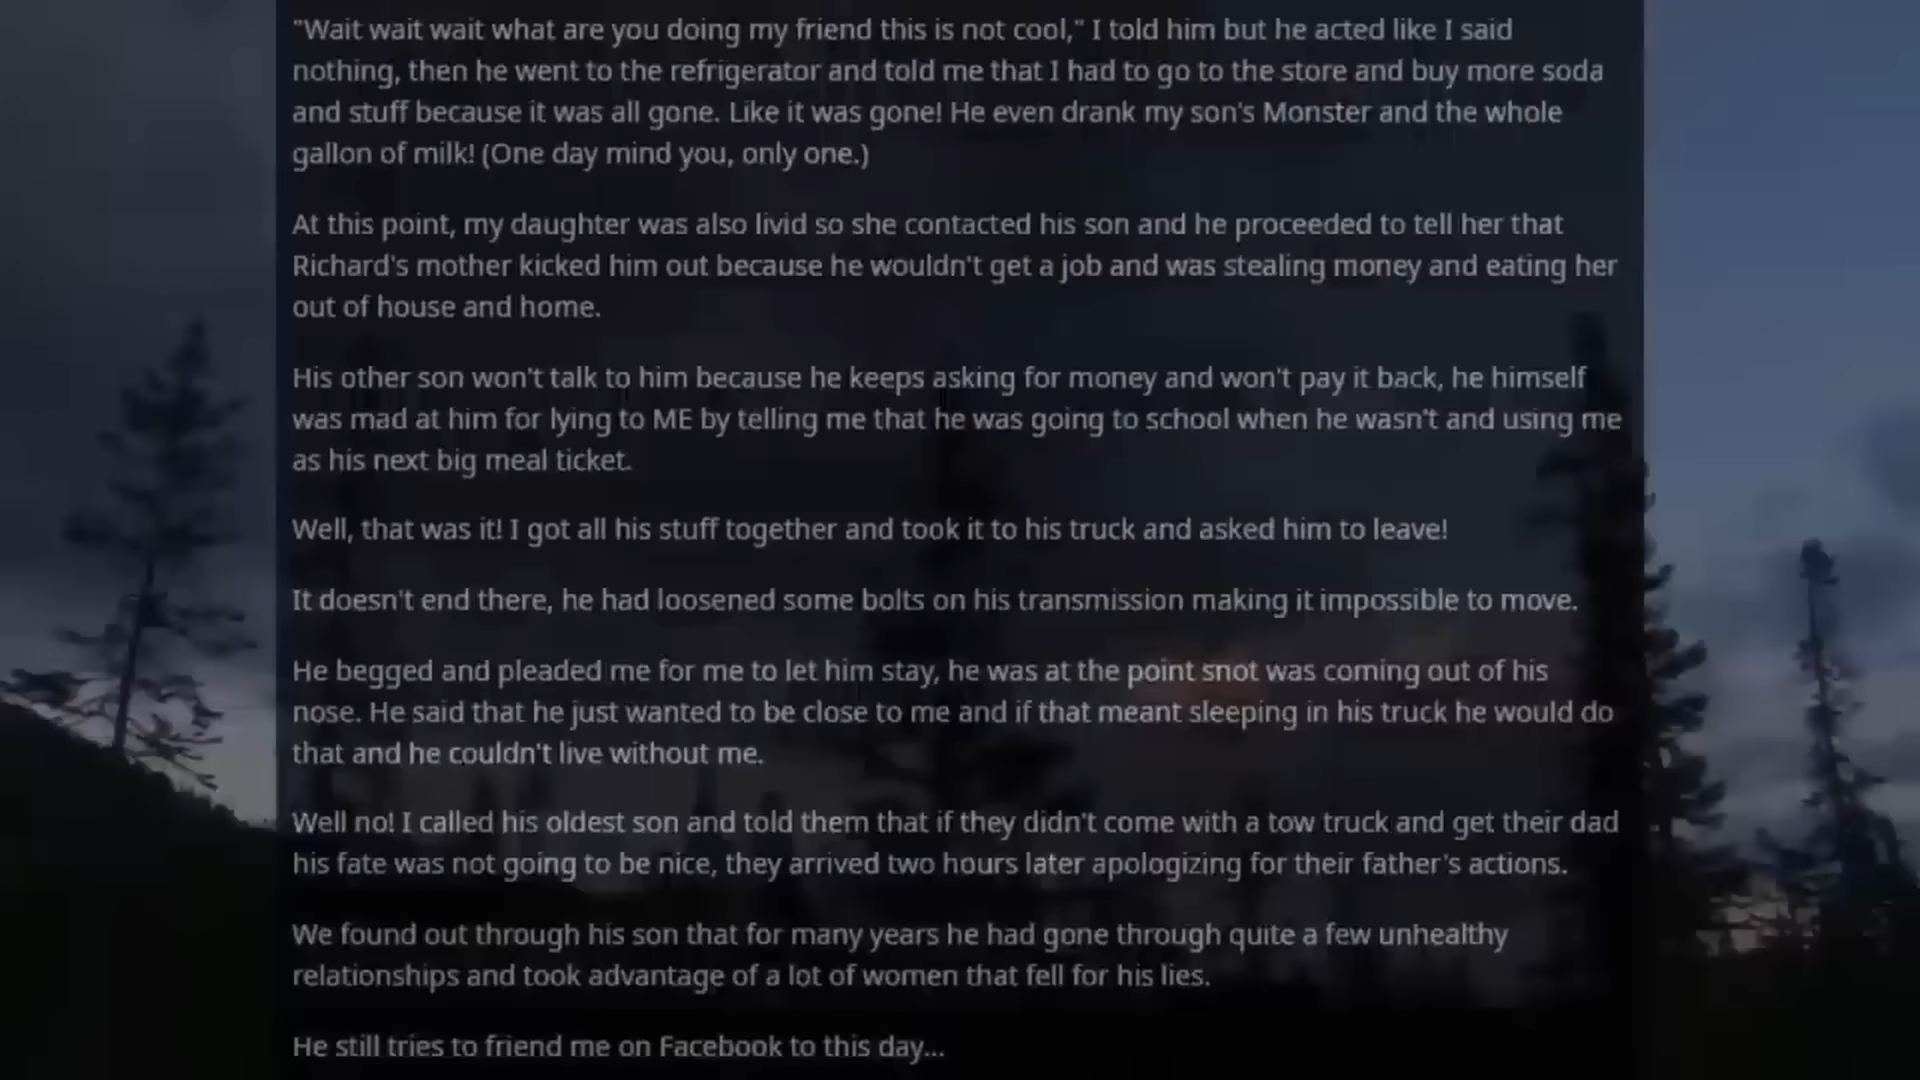 "Wait wait wait what are you doing my friend this is not cool," I told him but he acted like I said
nothing, then he went to the refrigerator and told me that I had to go to the store and buy more soda
and stuff because it was all gone. Like it was gone! He even drank my son's Monster and the whole
gallon of milk! (One day mind you, only one.)
At this point, my daughter was also livid so she contacted his son and he proceeded to tell her that
Richard's mother kicked him out because he wouldn't get a job and was stealing money and eating her
out of house and home.
His other son won't talk to him because he keeps asking for money and won't pay it back, he himself
was mad at him for lying to ME by telling me that he was going to school when he wasn't and using me
as his next big meal ticket.
Well, that was it! I got all his stuff together and took it to his truck and asked him to leave!
It doesn't end there, he had loosened some bolts on his transmission making it impossible to move.
He begged and pleaded me for me to let him stay, he was at the point snot was coming out of his
nose. He said that he just wanted to be close to me and if that meant sleeping in his truck he would do
that and he couldn't live without me.
Well no! I called his oldest son and told them that if they didn't come with a tow truck and get their dad
his fate was not going to be nice, they arrived two hours later apologizing for their father's actions.
We found out through his son that for many years he had gone through quite a few unhealthy
relationships and took advantage of a lot of women that fell for his lies.
He still tries to friend me on Facebook to this day...